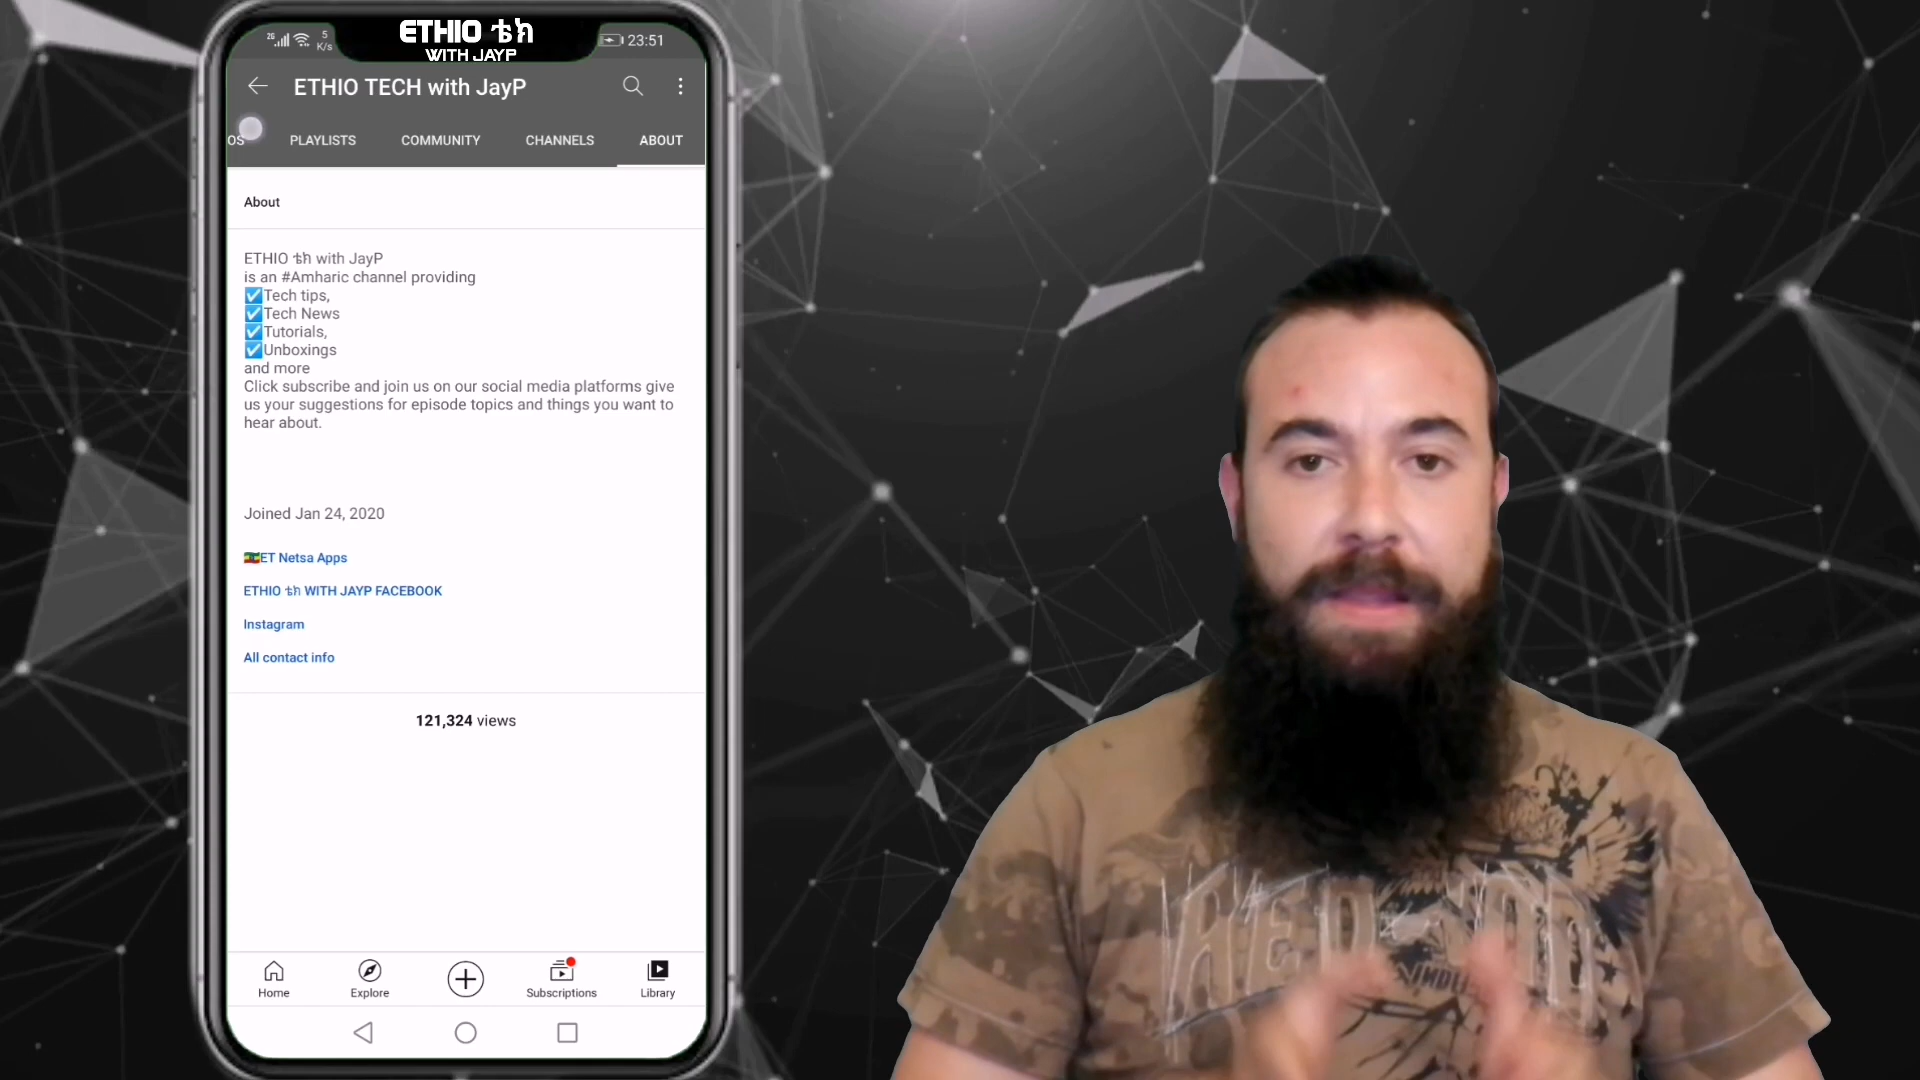 ETHIO ቴክ
WITH JAYP
2G
5
K/s
23:51
ETHIO TECH with JayP
OS
PLAYLISTS
COMMUNITY
CHANNELS
ABOUT
About
ETHIO ቴክ with JayP
is an #Amharic channel providing
☑Tech tips,
☑Tech News
☑Tutorials,
☑Unboxings
and more
Click subscribe and join us on our social media platforms give
us your suggestions for episode topics and things you want to
hear about.
Joined Jan 24, 2020
🇪🇹ET Netsa Apps
ETHIO ቴክ WITH JAYP FACEBOOK
Instagram
All contact info
121,324 views
Home
Explore
Subscriptions
Library